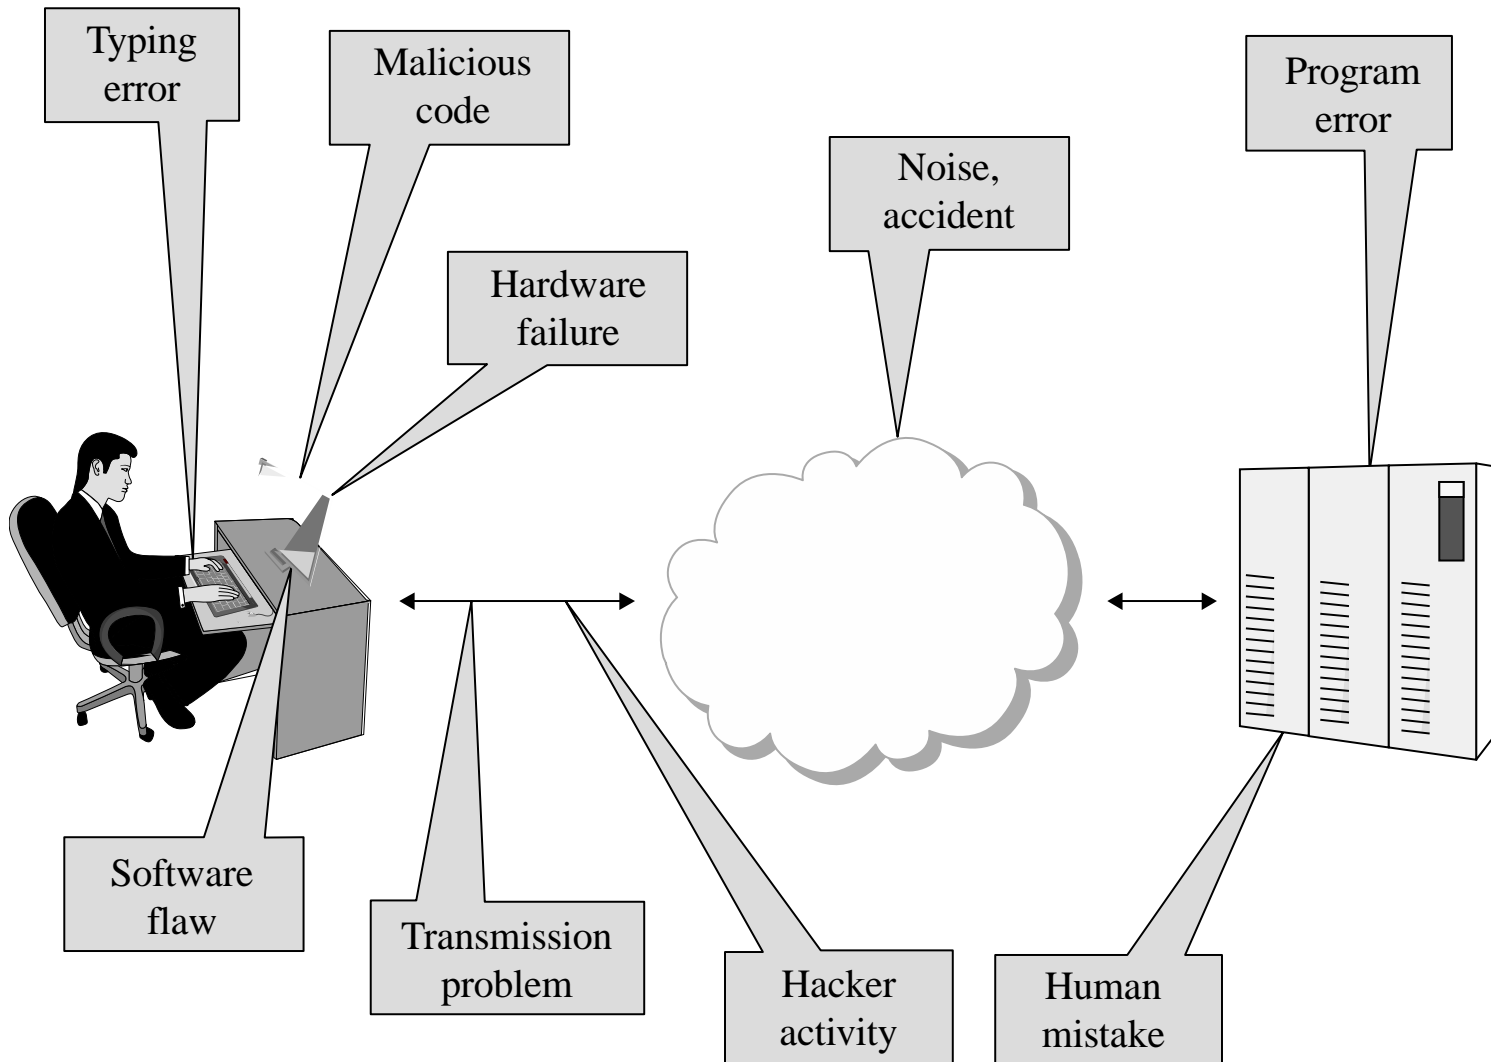 Typing
error
Malicious
code
Program
error
Noise,
accident
Hardware
failure
Software
flaw
Transmission
problem
Hacker
activity
Human
mistake